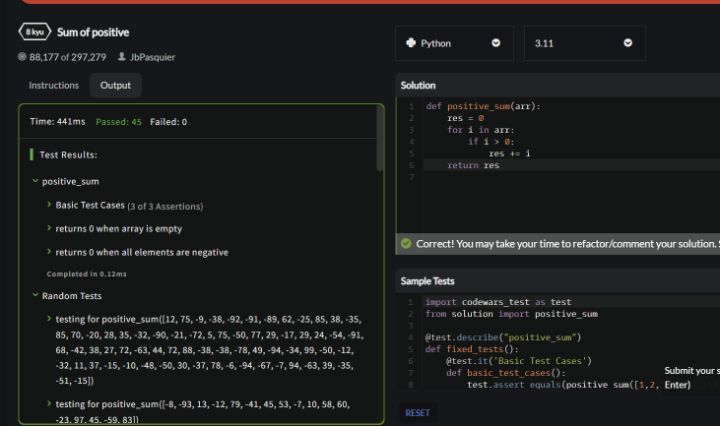 8 kyu Sum of positive
88,177 of 297,279 JbPasquier
Instructions Output
Time: 441ms Passed: 45 Failed: 0
Test Results:
positive_sum
Basic Test Cases (3 of 3 Assertions)
returns 0 when array is empty
returns 0 when all elements are negative
Completed in 0.12ms
Random Tests
testing for positive_sum([12, 75, -9, -38, -92, -91, -89, 62, -25, 85, 38, -35,
85, 70, -20, 28, 35, -32, -90, -21, -72, 5, 75, -50, 77, 29, -17, 29, 24, -54, -91,
68, -42, 38, 27, 72, -63, 44, 72, 88, -38, -38, -78, 49, -94, -34, 99, -50, -12,
-32, 11, 37, -15, -10, -48, -50, 30, -37, 78, -6, -94, -67, -7, 94, -63, 39, -35,
-51, -15])
testing for positive_sum([-8, -93, 13, -12, 79, -41, 45, 53, -7, 10, 58, 60,
-23, 97, 45, -59, 83])
Python 3.11
Solution
1 def positive_sum(arr):
2 res = 0
3 for i in arr:
4 if i > 0:
5 res += i
6 return res
7
Correct! You may take your time to refactor/comment your solution.
Sample Tests
1 import codewars_test as test
2 from solution import positive_sum
3
4 @test.describe("positive_sum")
5 def fixed_tests():
6 @test.it('Basic Test Cases')
7 def basic_test_cases():
8 test.assert_equals(positive_sum([1,2,
Submit your s
Enter)
RESET